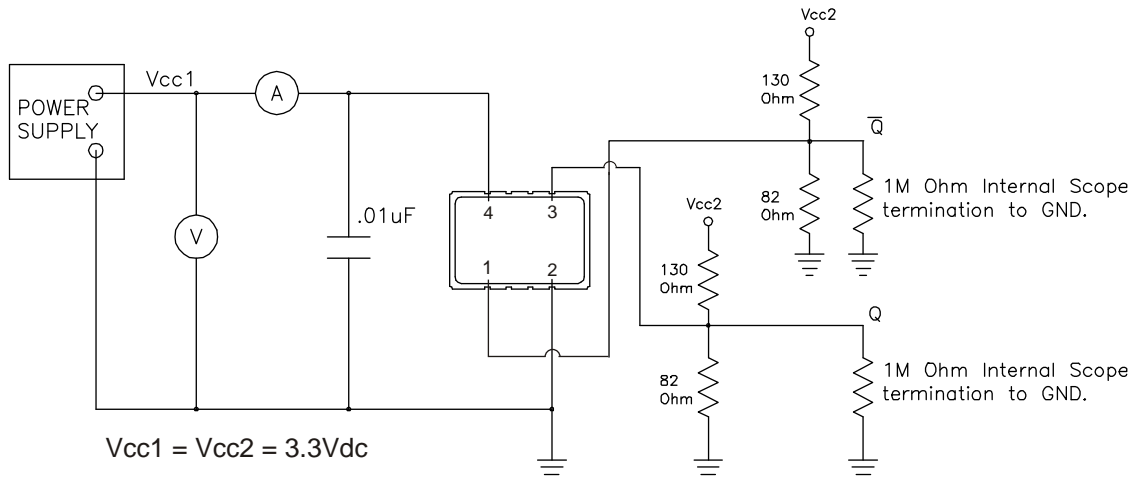 Vcc2
Vcc1
A
POWER
SUPPLY
130
Ohm
Q̅
V
.01uF
4
3
82
Ohm
1M Ohm Internal Scope
termination to GND.
Vcc2
1
2
130
Ohm
Q
82
Ohm
1M Ohm Internal Scope
termination to GND.
Vcc1 = Vcc2 = 3.3Vdc